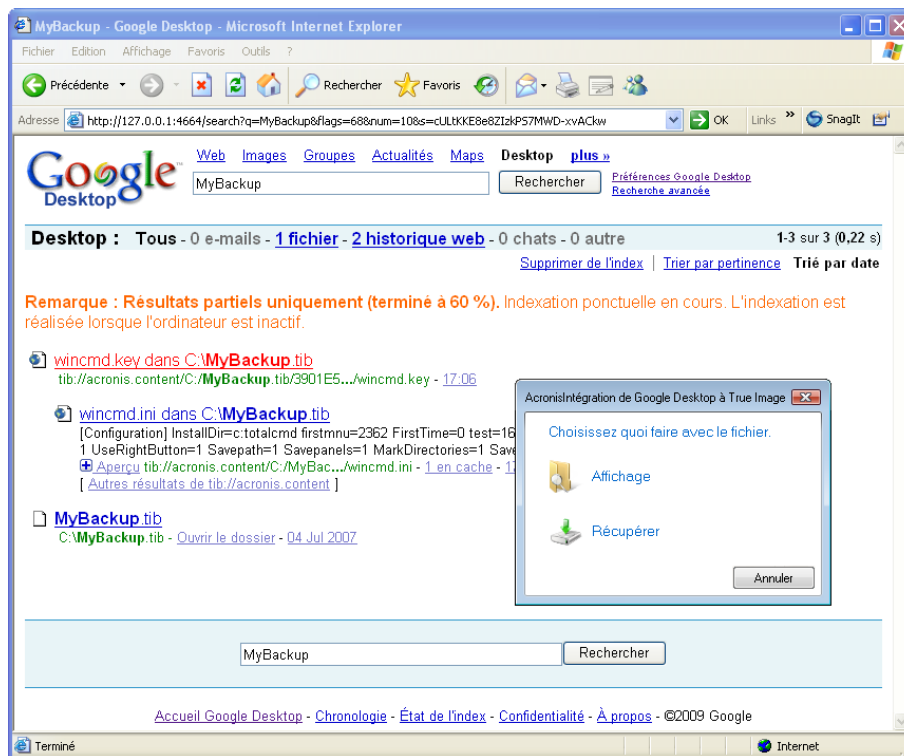 MyBackup - Google Desktop - Microsoft Internet Explorer
Fichier Edition Affichage Favoris Outils ?
Précédente Rechercher Favoris
Adresse http://127.0.0.1:4664/search?q=MyBackup&flags=68&num=10&s=cULtKKE8e8ZIzkPS7MWD-xvACkw OK Links » SnagIt
Google Desktop
Web Images Groupes Actualités Maps Desktop plus »
MyBackup Rechercher
Préférences Google Desktop
Recherche avancée
Desktop : Tous - 0 e-mails - 1 fichier - 2 historique web - 0 chats - 0 autre 1-3 sur 3 (0,22 s)
Supprimer de l'index | Trier par pertinence Trié par date
Remarque : Résultats partiels uniquement (terminé à 60 %). Indexation ponctuelle en cours. L'indexation est
réalisée lorsque l'ordinateur est inactif.
wincmd.key dans C:\MyBackup.tib
tib://acronis.content/C:/MyBackup.tib/3901E5.../wincmd.key - 17:06
wincmd.ini dans C:\MyBackup.tib
[Configuration] InstallDir=c:totalcmd firstmnu=2362 FirstTime=0 test=16
1 UseRightButton=1 Savepath=1 Savepanels=1 MarkDirectories=1 Save
Aperçu tib://acronis.content/C:/MyBac.../wincmd.ini - 1 en cache - 17
[ Autres résultats de tib://acronis.content ]
MyBackup.tib
C:\MyBackup.tib - Ouvrir le dossier - 04 Jul 2007
AcronisIntégration de Google Desktop à True Image
Choisissez quoi faire avec le fichier.
Affichage
Récupérer
Annuler
MyBackup Rechercher
Accueil Google Desktop - Chronologie - État de l'index - Confidentialité - À propos - ©2009 Google
Terminé Internet